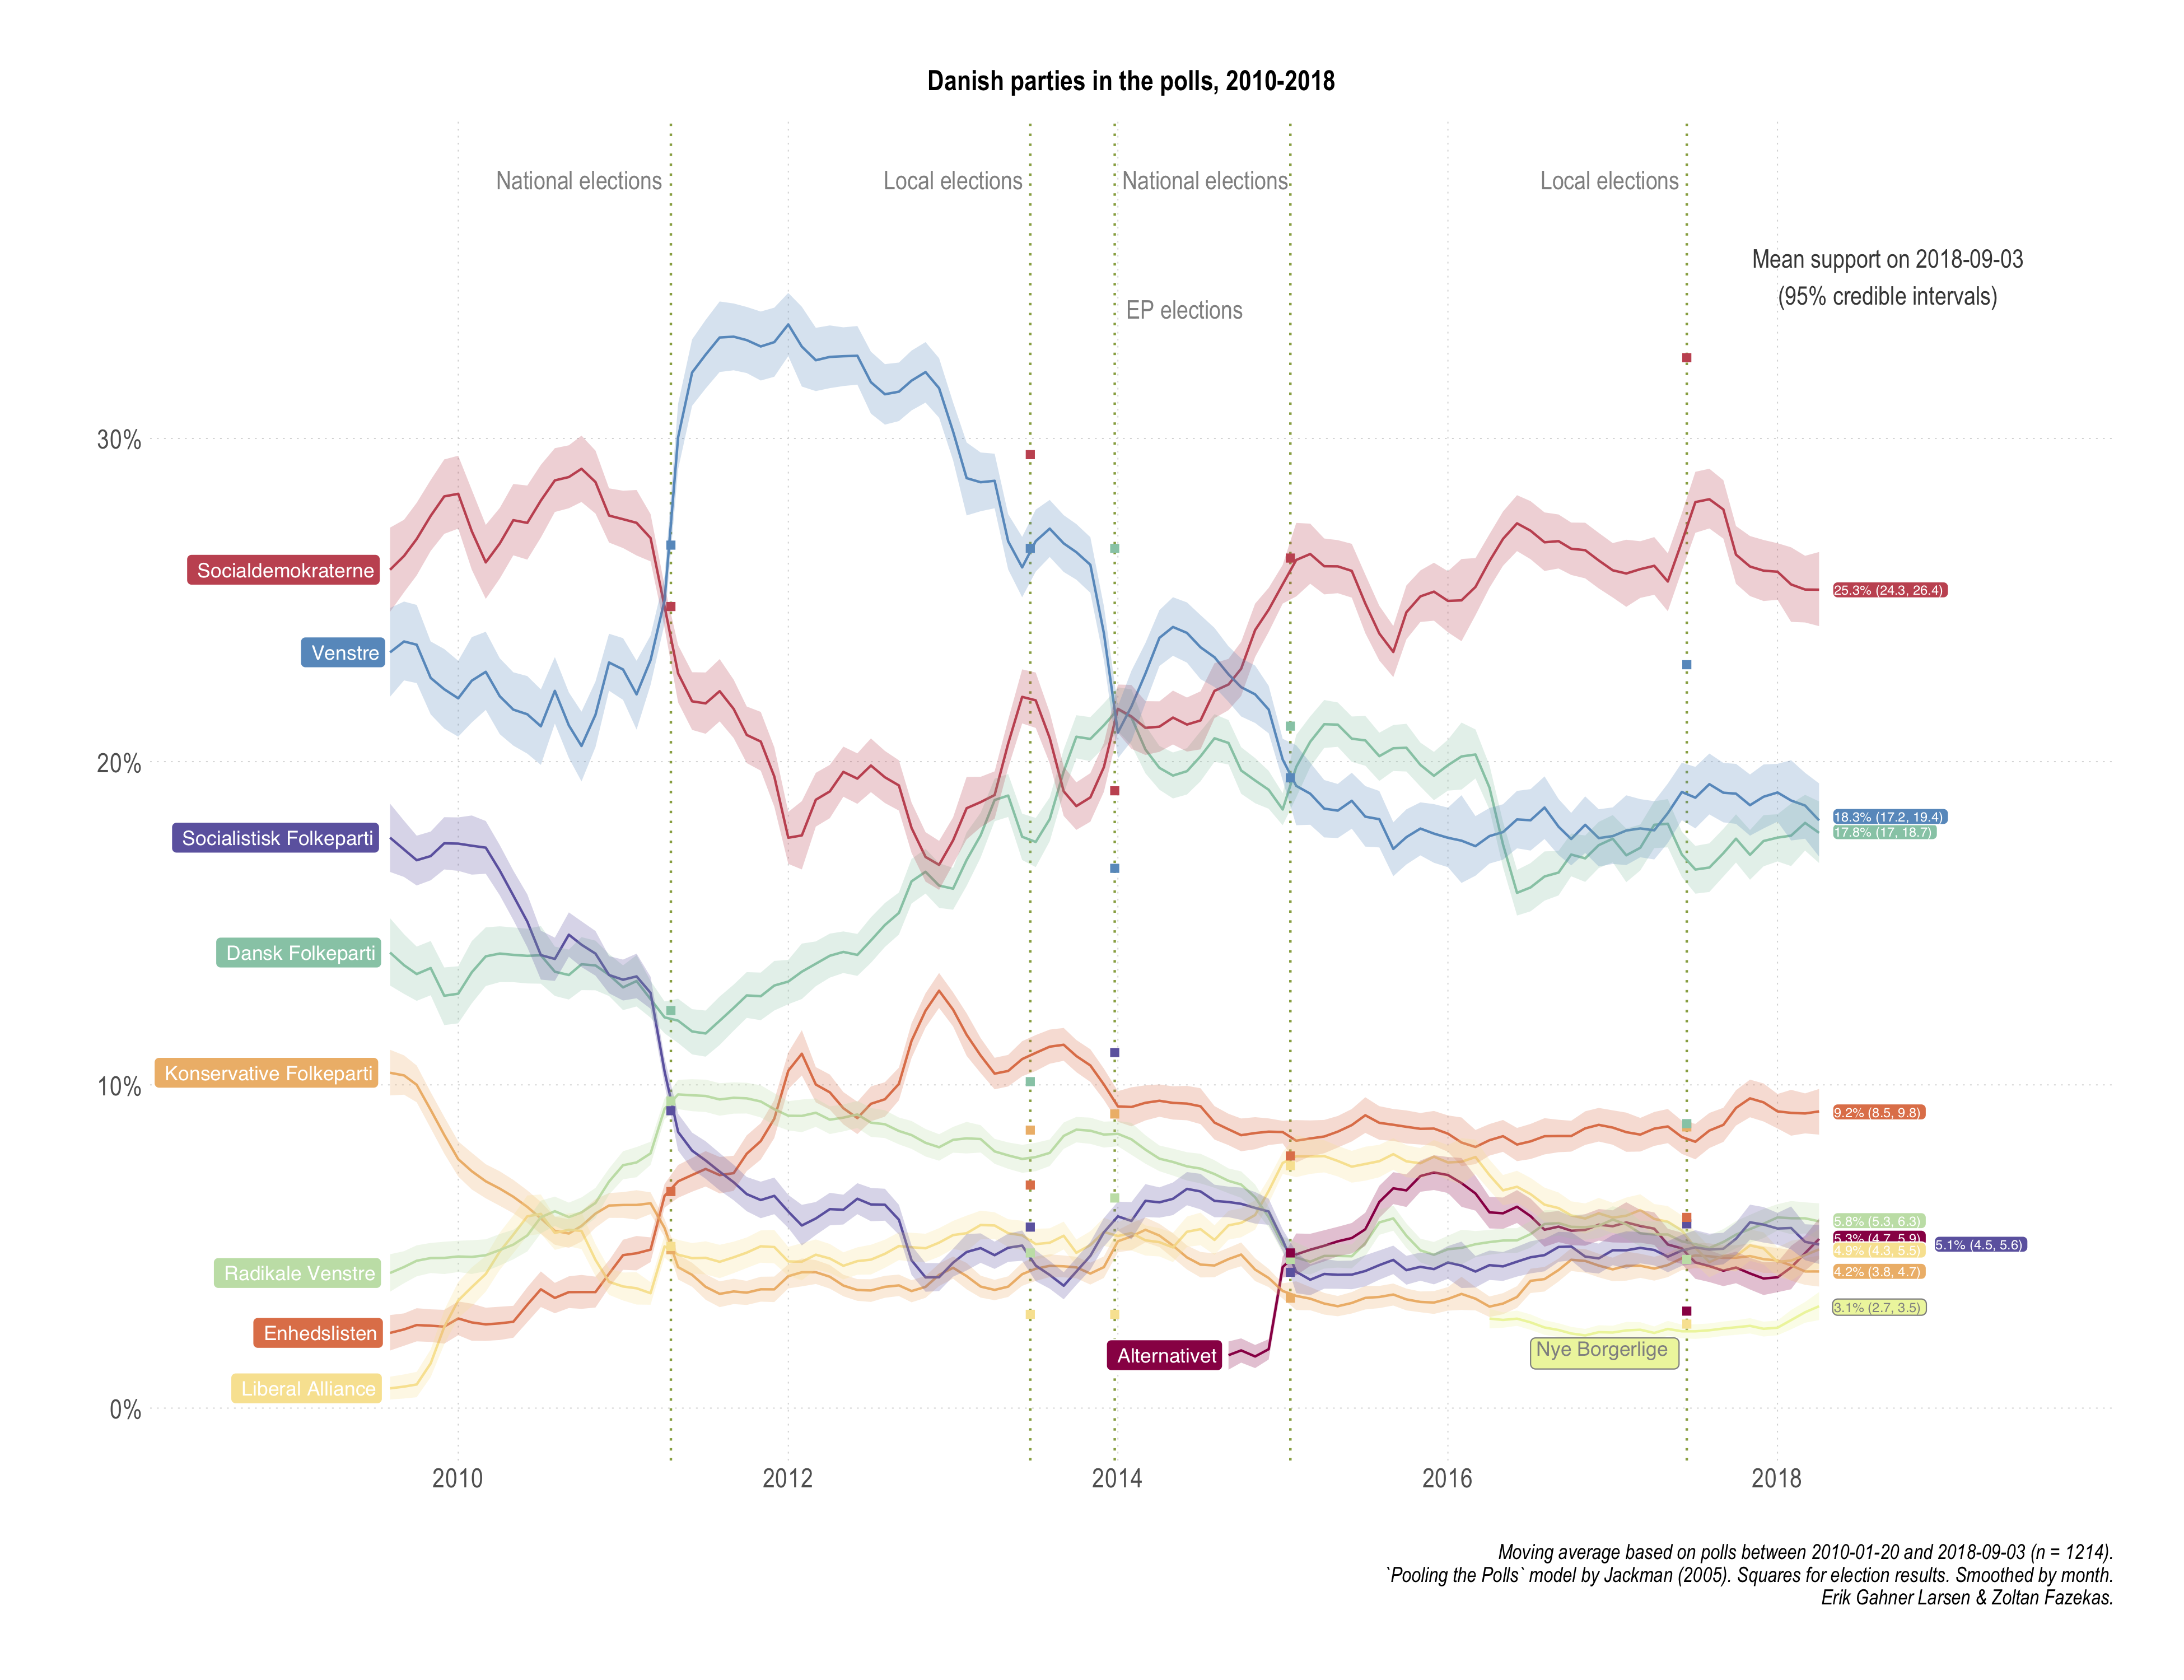 Danish parties in the polls, 2010-2018
National elections
Local elections
National elections
Local elections
Mean support on 2018-09-03
(95% credible intervals)
EP elections
30%
20%
10%
0%
Socialdemokraterne
Venstre
Socialistisk Folkeparti
Dansk Folkeparti
Konservative Folkeparti
Radikale Venstre
Enhedslisten
Liberal Alliance
Alternativet
Nye Borgerlige
25.3% (24.3, 26.4)
18.3% (17.2, 19.4)
17.8% (17, 18.7)
9.2% (8.5, 9.8)
5.8% (5.3, 6.3)
5.3% (4.7, 5.9)
5.1% (4.5, 5.6)
4.9% (4.3, 5.5)
4.2% (3.8, 4.7)
3.1% (2.7, 3.5)
2010
2012
2014
2016
2018
Moving average based on polls between 2010-01-20 and 2018-09-03 (n = 1214).
`Pooling the Polls` model by Jackman (2005). Squares for election results. Smoothed by month.
Erik Gahner Larsen & Zoltan Fazekas.